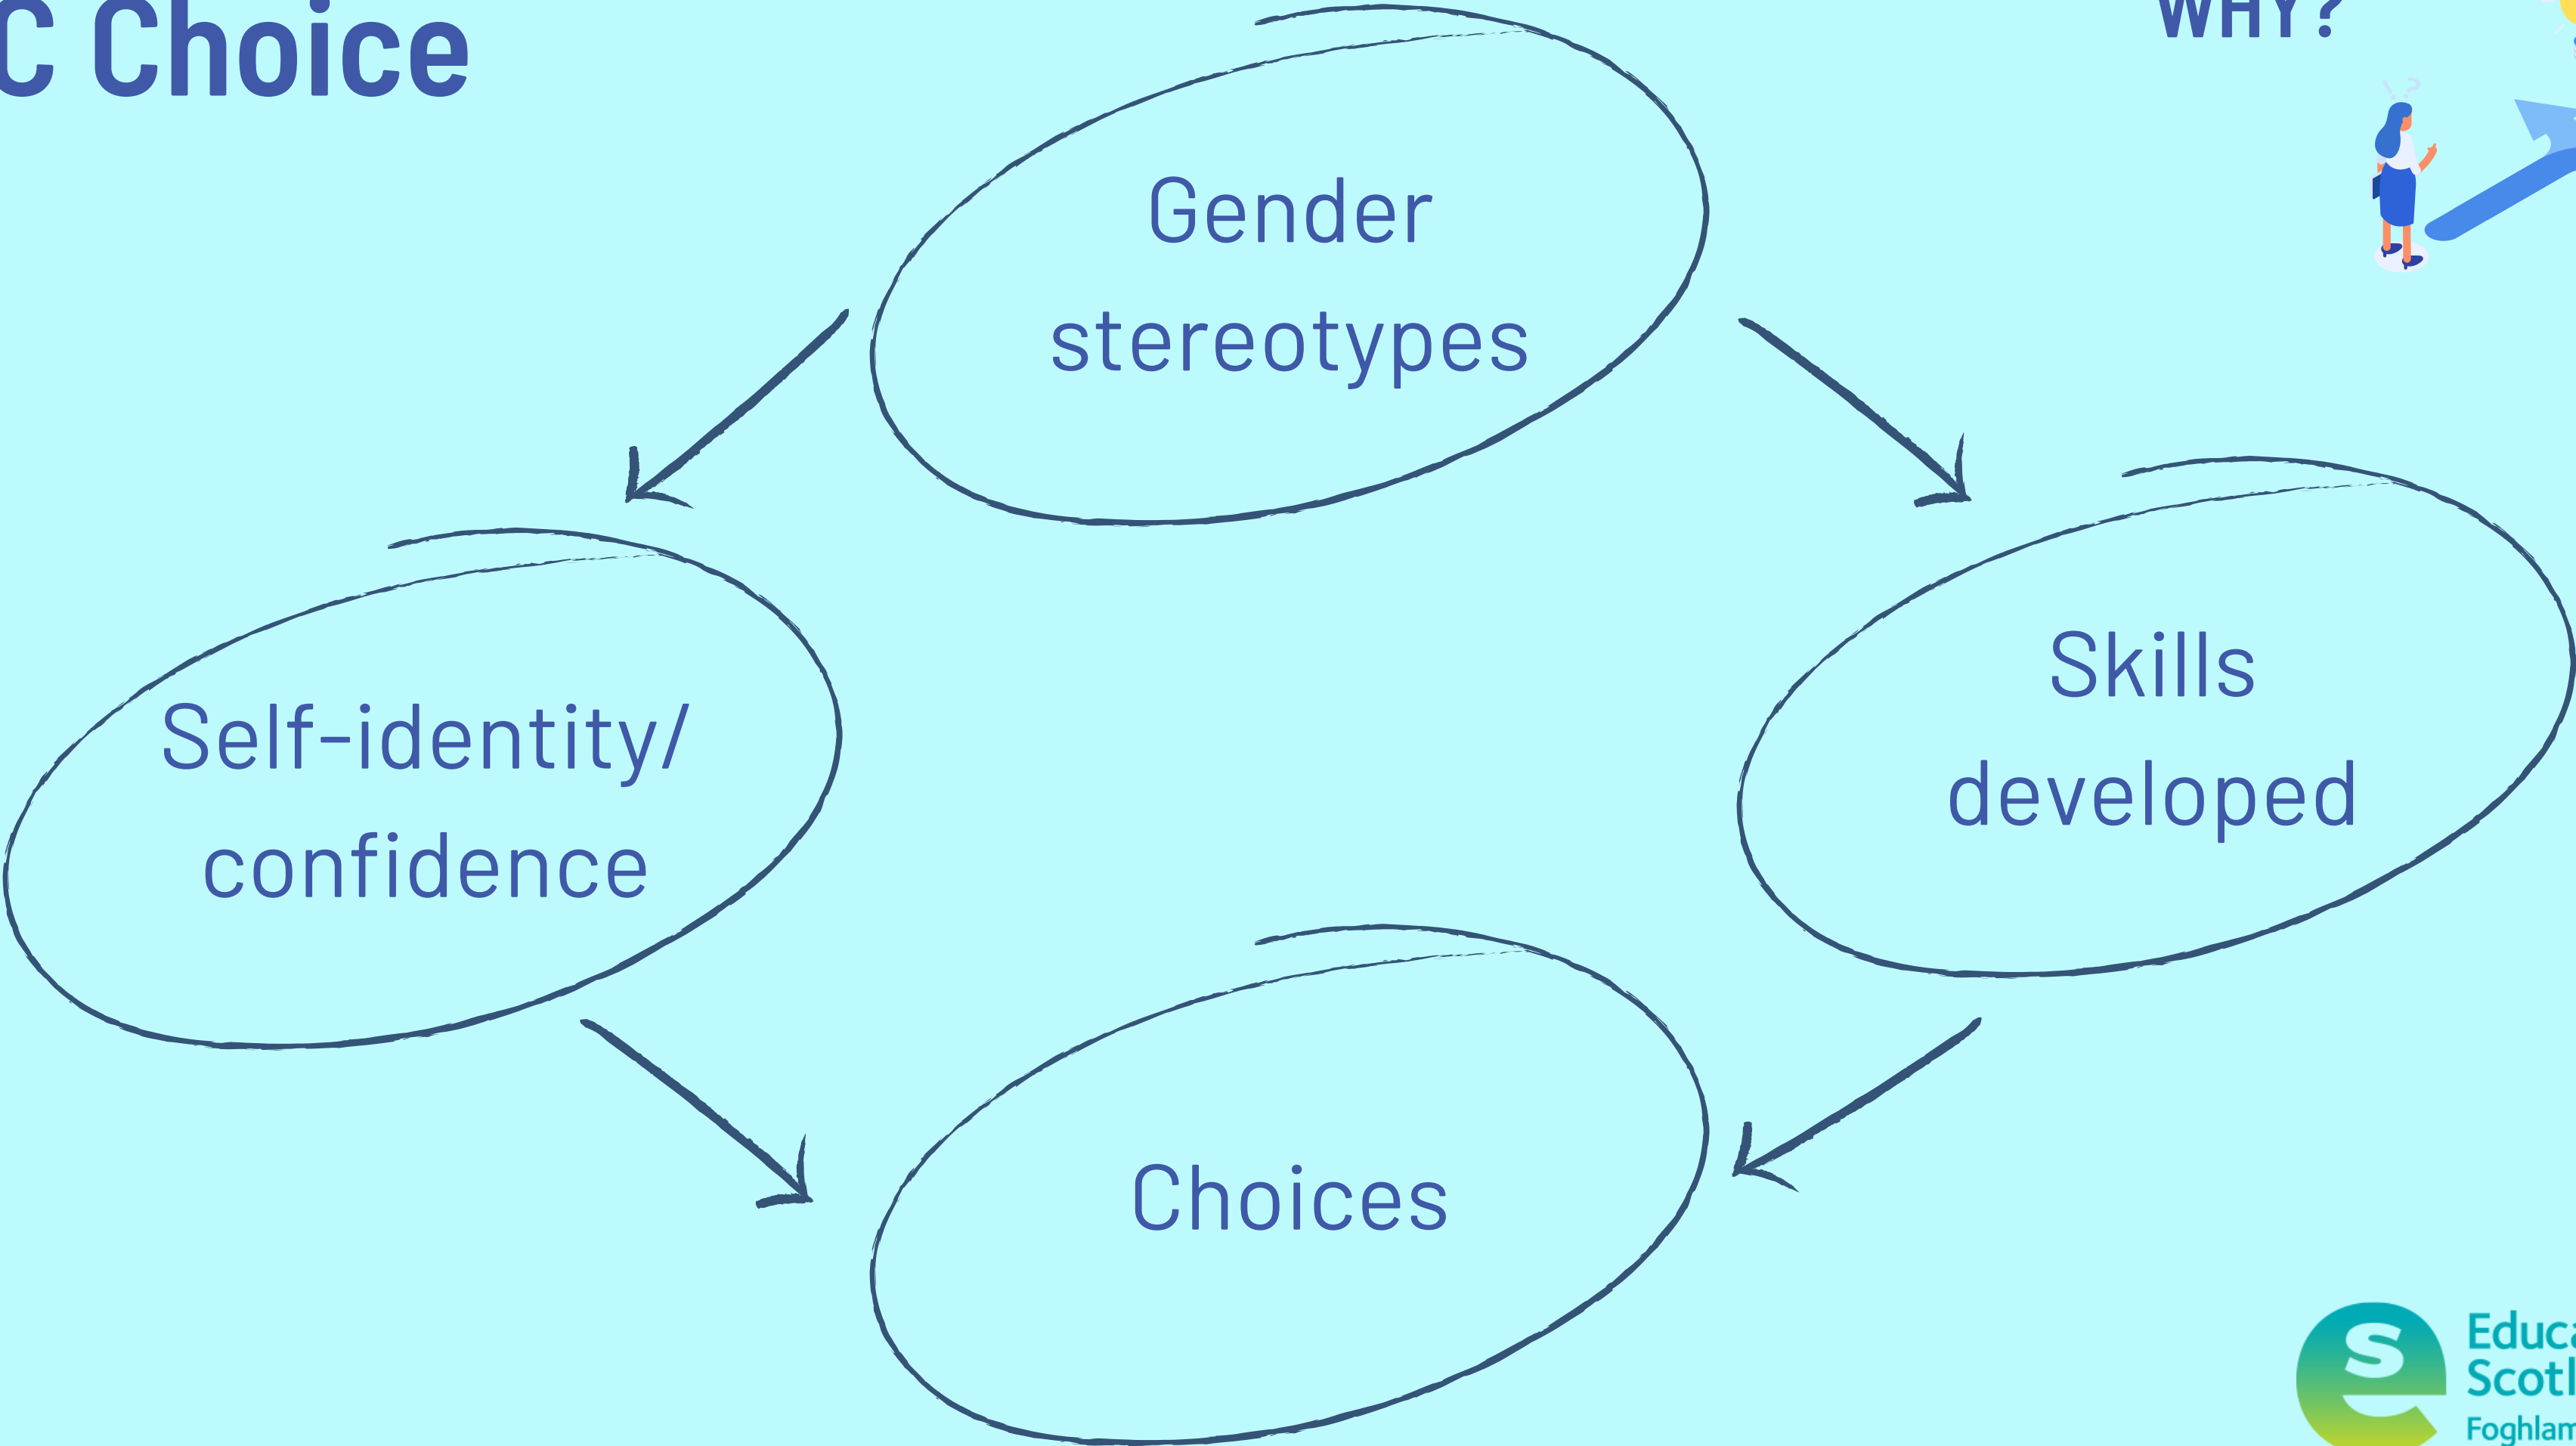 C Choice
WHY?
Gender
stereotypes
Self-identity/
confidence
Skills
developed
Choices
Educa
Scotl
Foghlam